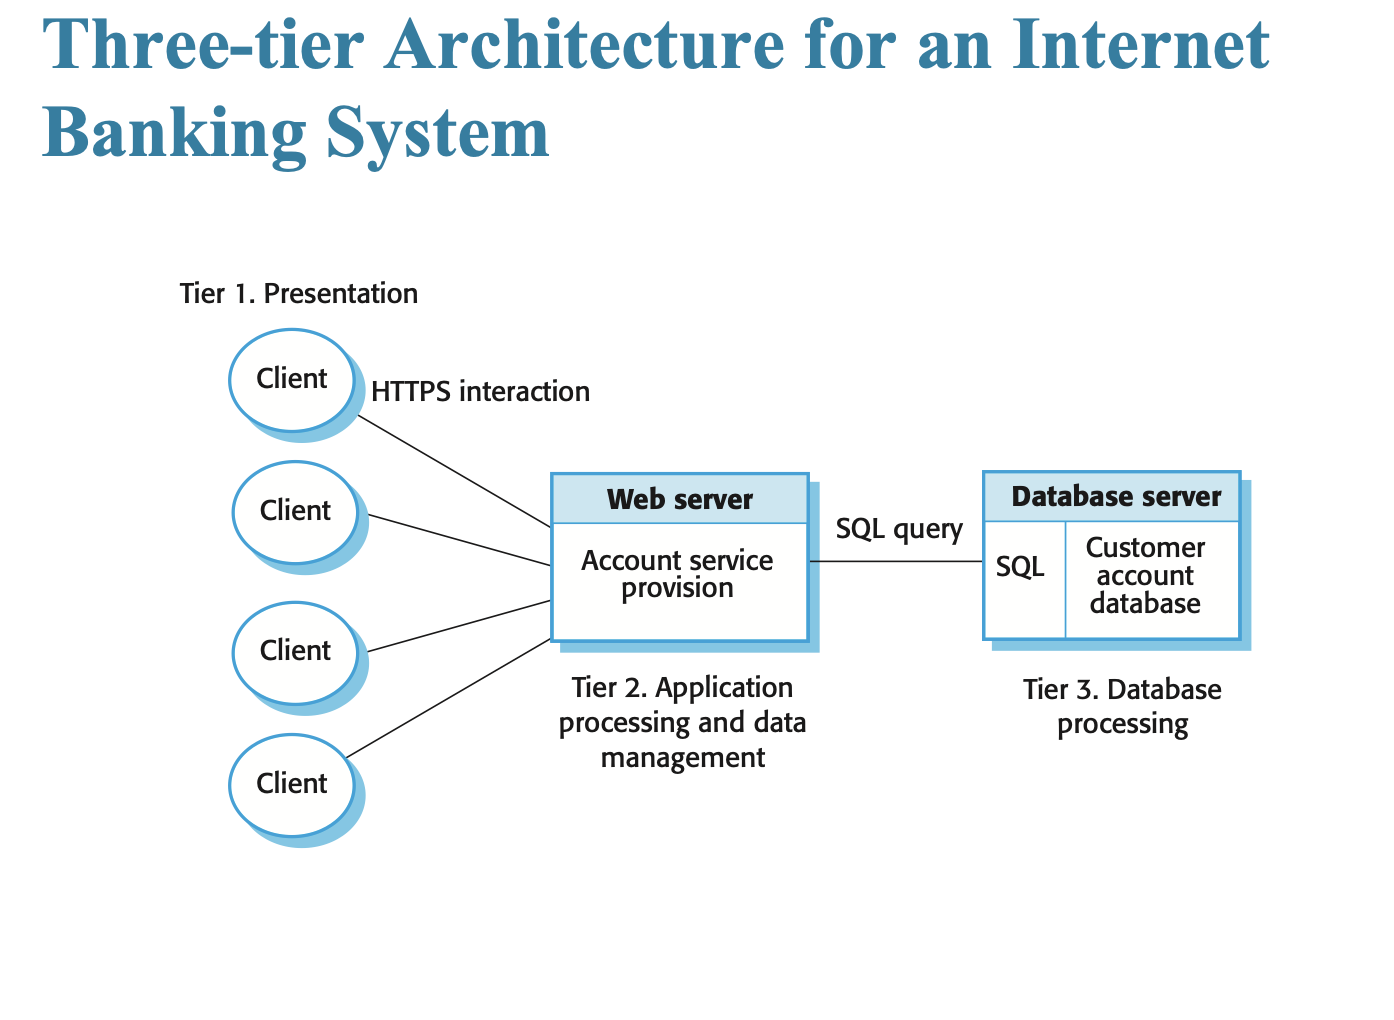 Three-tier Architecture for an Internet
Banking System
Tier 1. Presentation
Client
HTTPS interaction
Client
Client
Client
Web server
Account service
provision
Tier 2. Application
processing and data
management
SQL query
Database server
SQL
Customer
account
database
Tier 3. Database
processing